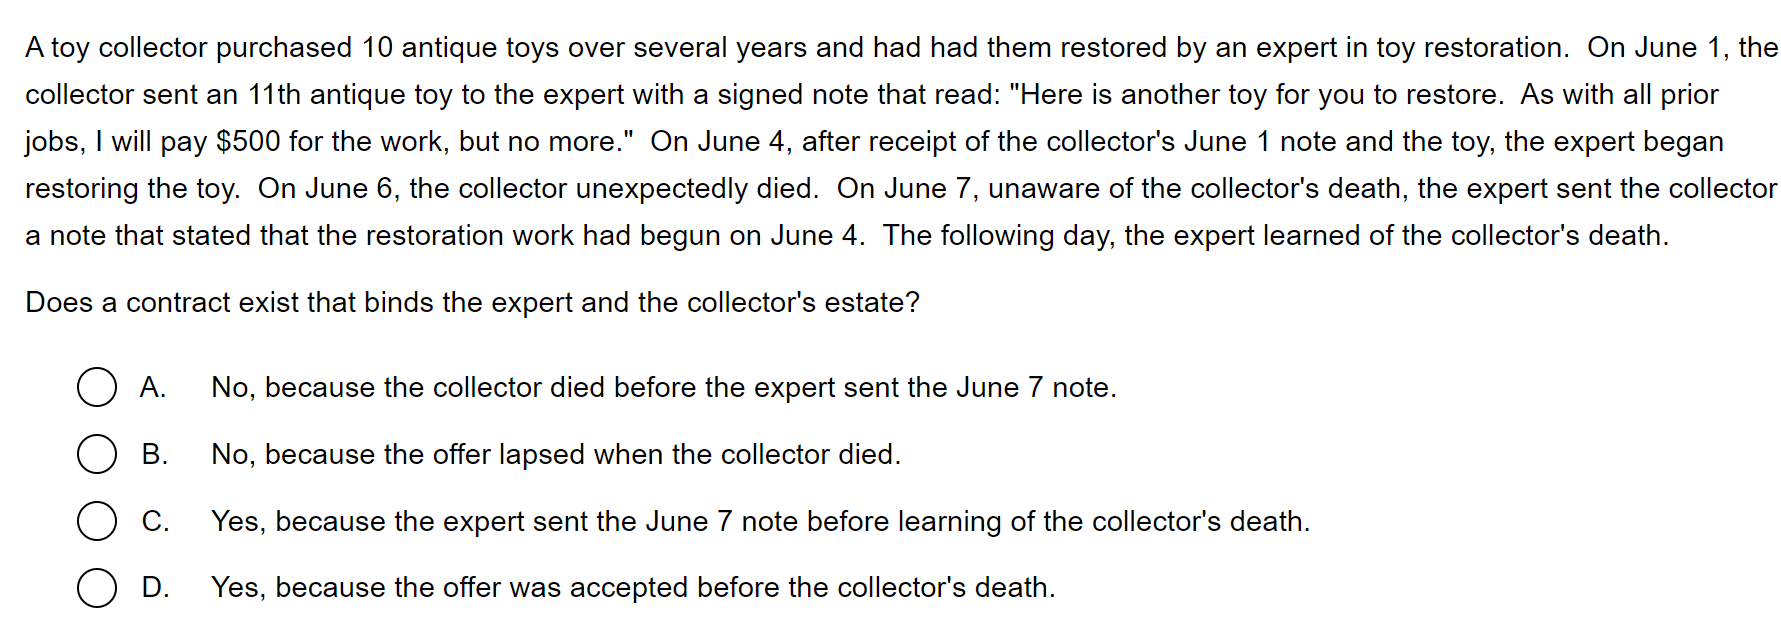 A toy collector purchased 10 antique toys over several years and had had them restored by an expert in toy restoration.  On June 1, the
collector sent an 11th antique toy to the expert with a signed note that read: "Here is another toy for you to restore.  As with all prior
jobs, I will pay $500 for the work, but no more."  On June 4, after receipt of the collector's June 1 note and the toy, the expert began
restoring the toy.  On June 6, the collector unexpectedly died.  On June 7, unaware of the collector's death, the expert sent the collector
a note that stated that the restoration work had begun on June 4.  The following day, the expert learned of the collector's death.
Does a contract exist that binds the expert and the collector's estate?
A. No, because the collector died before the expert sent the June 7 note.
B. No, because the offer lapsed when the collector died.
C. Yes, because the expert sent the June 7 note before learning of the collector's death.
D. Yes, because the offer was accepted before the collector's death.